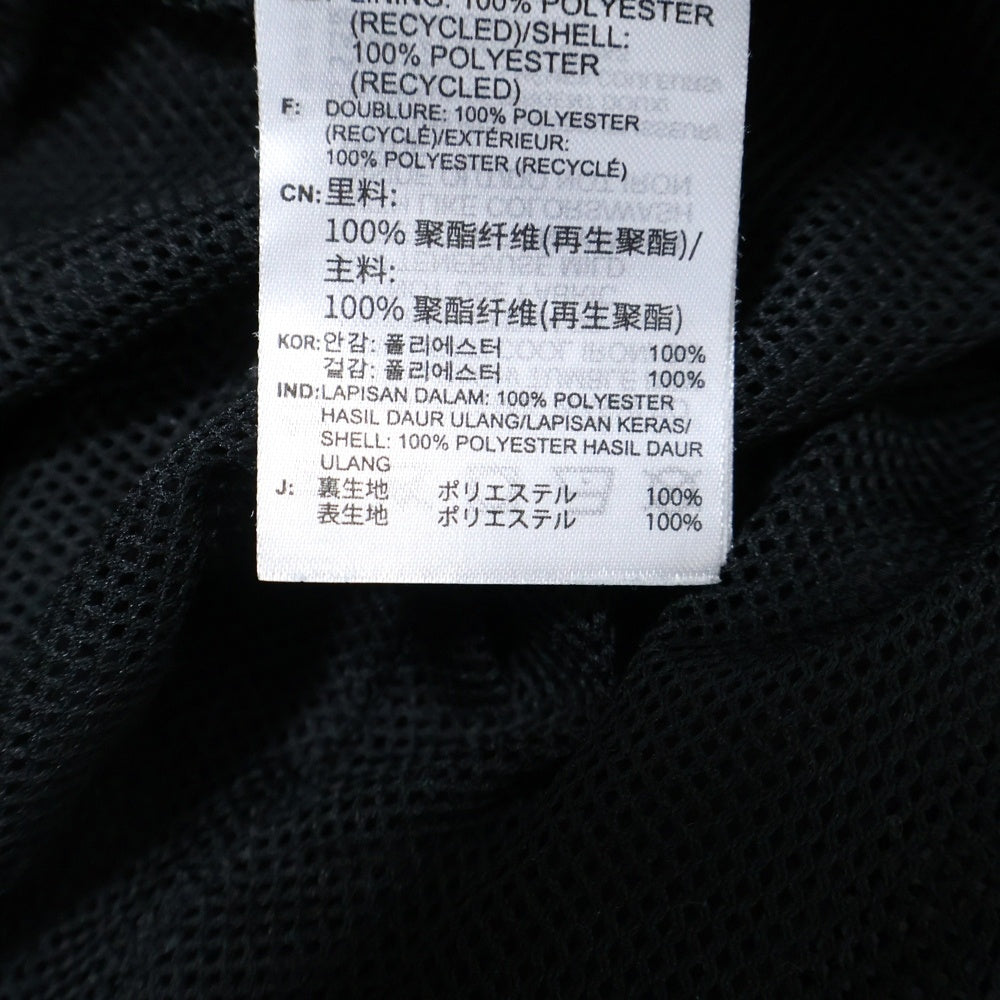 LINING: 100% POLYESTER
(RECYCLED)/SHELL:
100% POLYESTER
(RECYCLED)
F: DOUBLURE: 100% POLYESTER
(RECYCLÉ)/EXTÉRIEUR:
100% POLYESTER (RECYCLÉ)
CN: 里料:
100% 聚酯纤维(再生聚酯)/
主料:
100% 聚酯纤维(再生聚酯)
KOR: 안감: 폴리에스터 100%
겉감: 폴리에스터 100%
IND: LAPISAN DALAM: 100% POLYESTER
HASIL DAUR ULANG/LAPISAN KERAS/
SHELL: 100% POLYESTER HASIL DAUR
ULANG
J: 裏生地 ポリエステル 100%
表生地 ポリエステル 100%